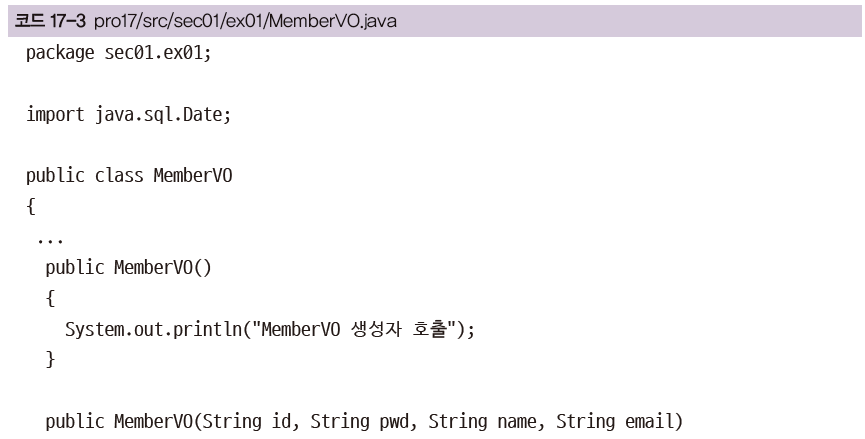 코드 17-3 pro17/src/sec01/ex01/MemberVO.java
package sec01.ex01;
import java.sql.Date;
public class MemberVO
{
...
public MemberVO()
{
System.out.println("MemberVO 생성자 호출");
}
public MemberVO(String id, String pwd, String name, String email)